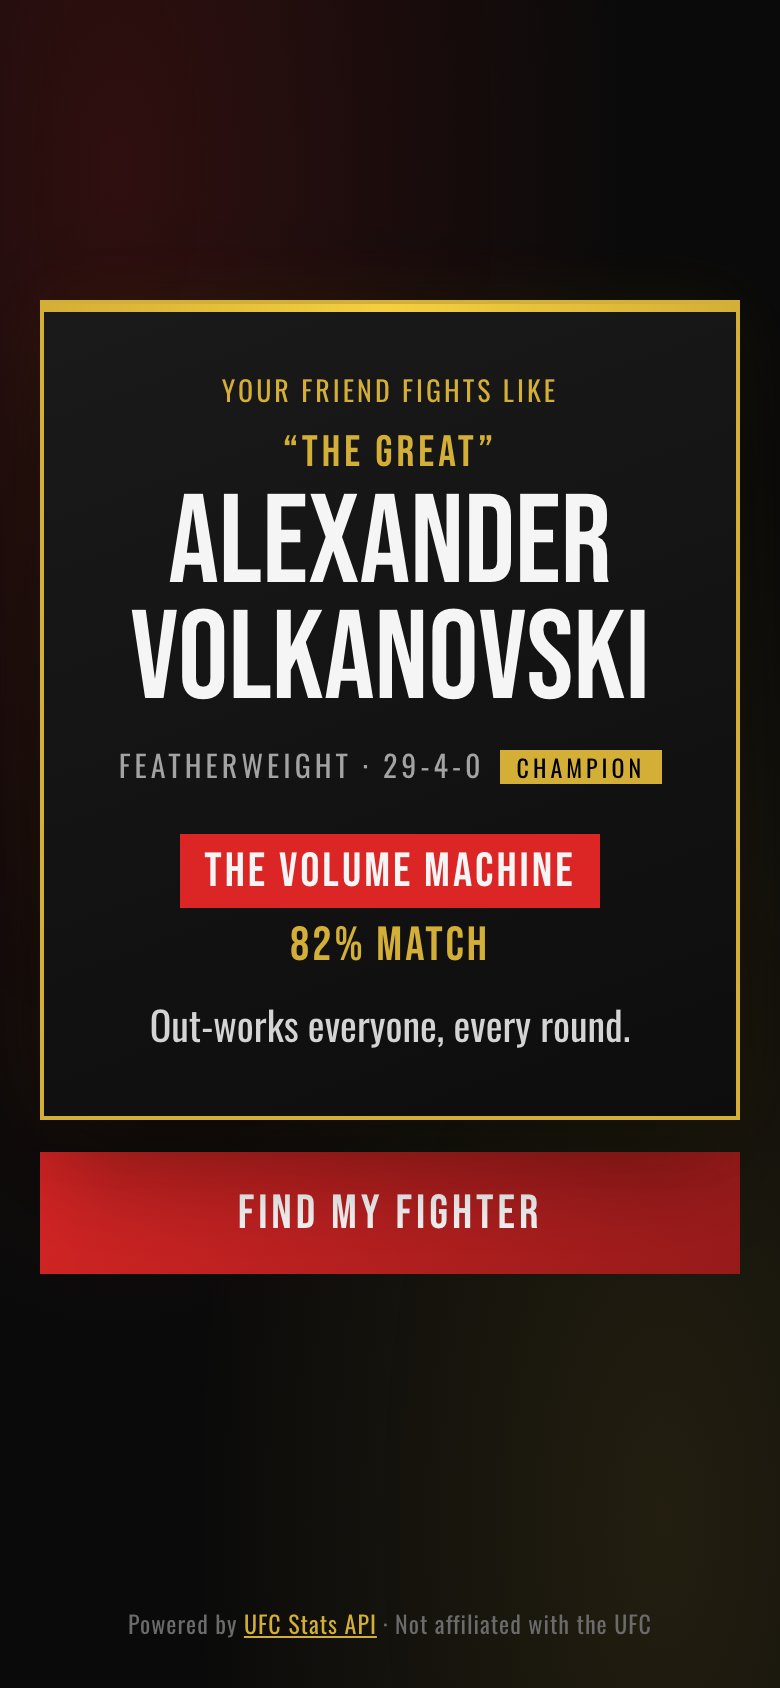 YOUR FRIEND FIGHTS LIKE
“THE GREAT”
ALEXANDER
VOLKANOVSKI
FEATHERWEIGHT · 29-4-0 CHAMPION
THE VOLUME MACHINE
82% MATCH
Out-works everyone, every round.
FIND MY FIGHTER
Powered by UFC Stats API · Not affiliated with the UFC